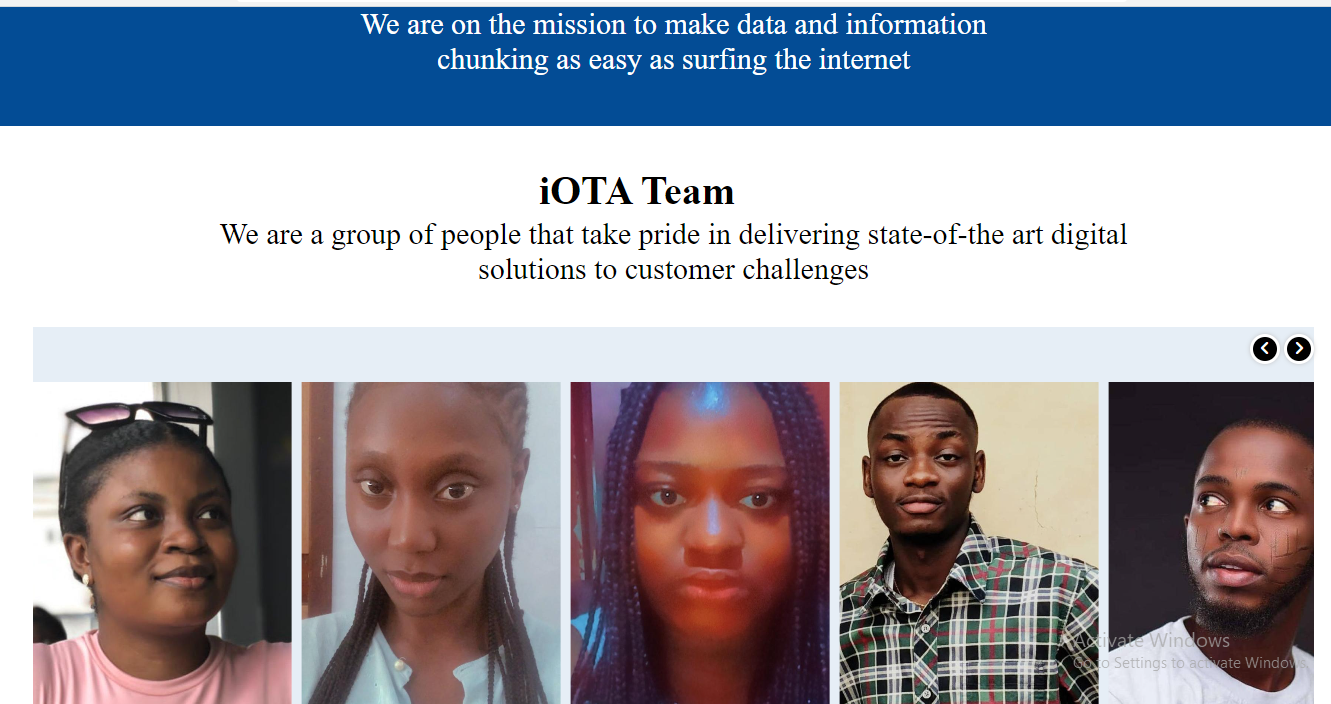 We are on the mission to make data and information
chunking as easy as surfing the internet
iOTA Team
We are a group of people that take pride in delivering state-of-the art digital
solutions to customer challenges
Activate Windows
Go to Settings to activate Windows.